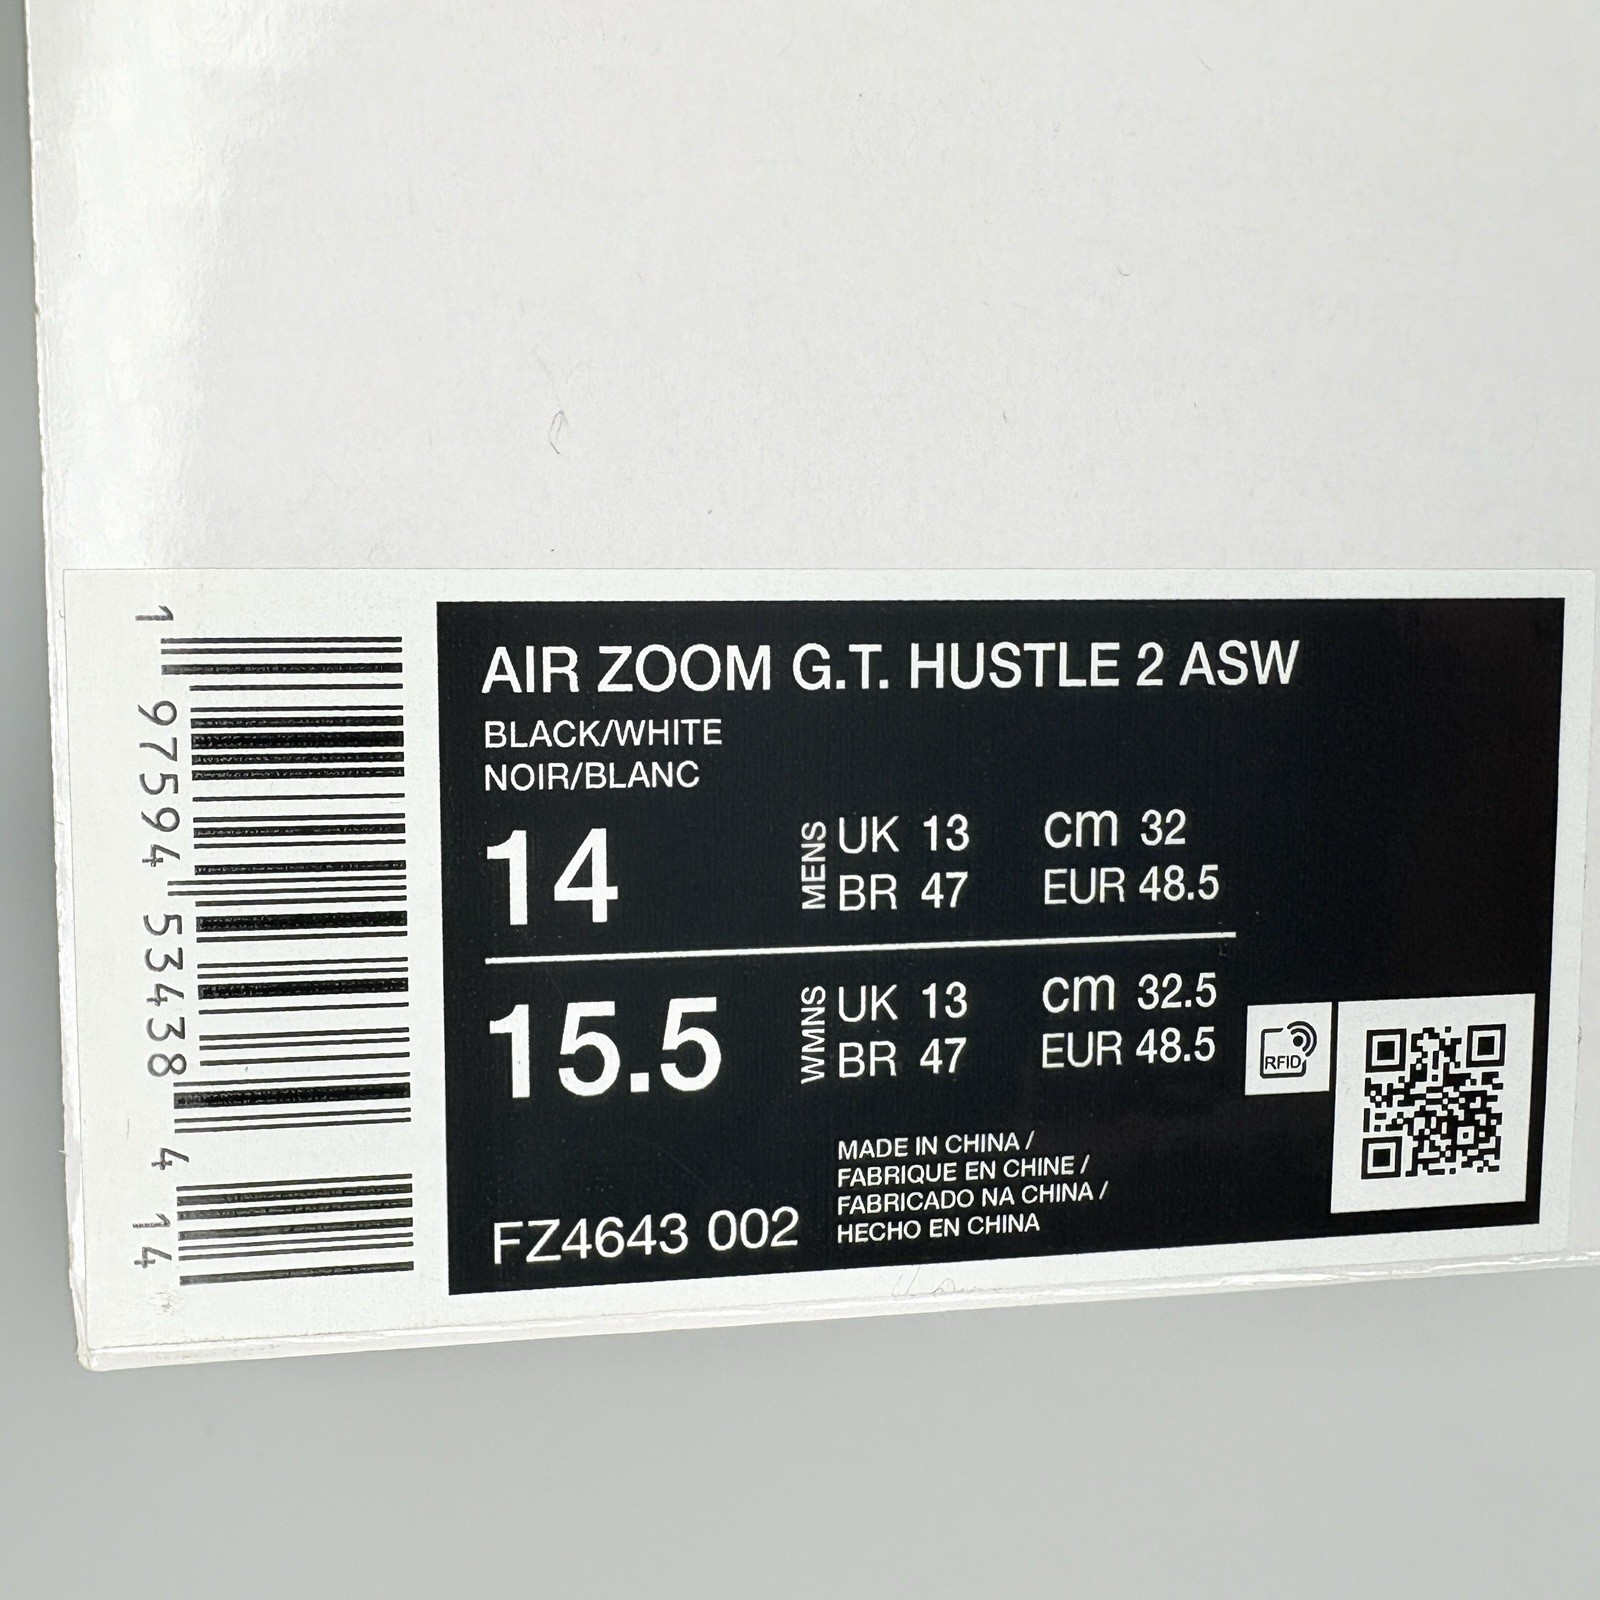 AIR ZOOM G.T. HUSTLE 2 ASW
BLACK/WHITE
NOIR/BLANC
14
MENS
UK 13 cm 32
BR 47 EUR 48.5
15.5
WMNS
UK 13 cm 32.5
BR 47 EUR 48.5
RFID
MADE IN CHINA /
FABRIQUE EN CHINE /
FABRICADO NA CHINA /
HECHO EN CHINA
FZ4643 002
1 97594 53438 4 14